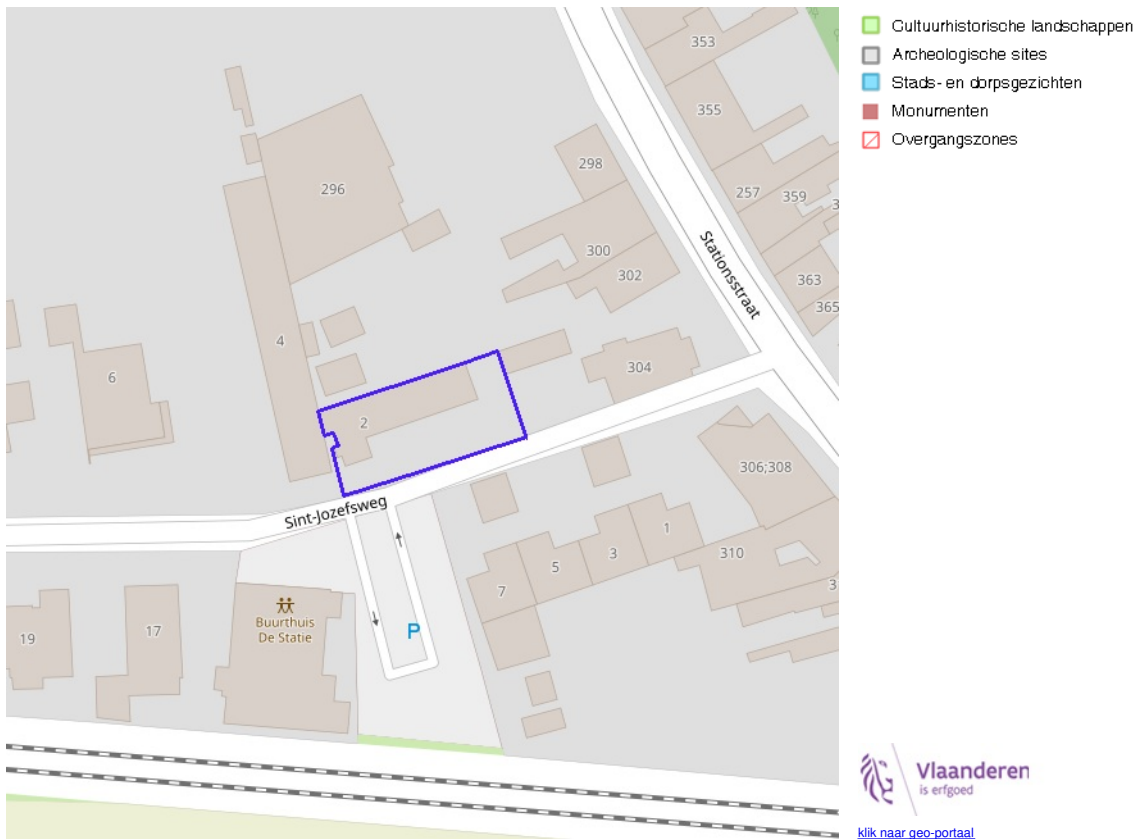 Cultuurhistorische landschappen
Archeologische sites
Stads- en dorpsgezichten
Monumenten
Overgangszones
353
355
296
298
257
359
300
302
363
365
Stationsstraat
4
6
304
2
306;308
Sint-Jozefsweg
1
3
5
310
7
Buurthuis
De Statie
17
19
P
Vlaanderen
is erfgoed
klik naar geo-portaal